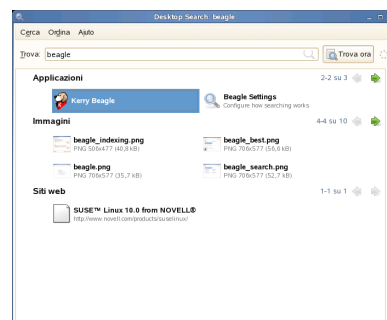 Desktop Search: beagle
Cerca Ordina Aiuto
Trova: beagle Trova ora
Applicazioni 2-2 su 3
Kerry Beagle
Beagle Settings
Configure how searching works
Immagini 4-4 su 10
beagle_indexing.png
PNG 506x477 (40,8 kB)
beagle_best.png
PNG 706x577 (56,6 kB)
beagle.png
PNG 706x577 (35,7 kB)
beagle_search.png
PNG 706x577 (52,7 kB)
Siti web 1-1 su 1
SUSE™ Linux 10.0 from NOVELL®
http://www.novell.com/products/suselinux/